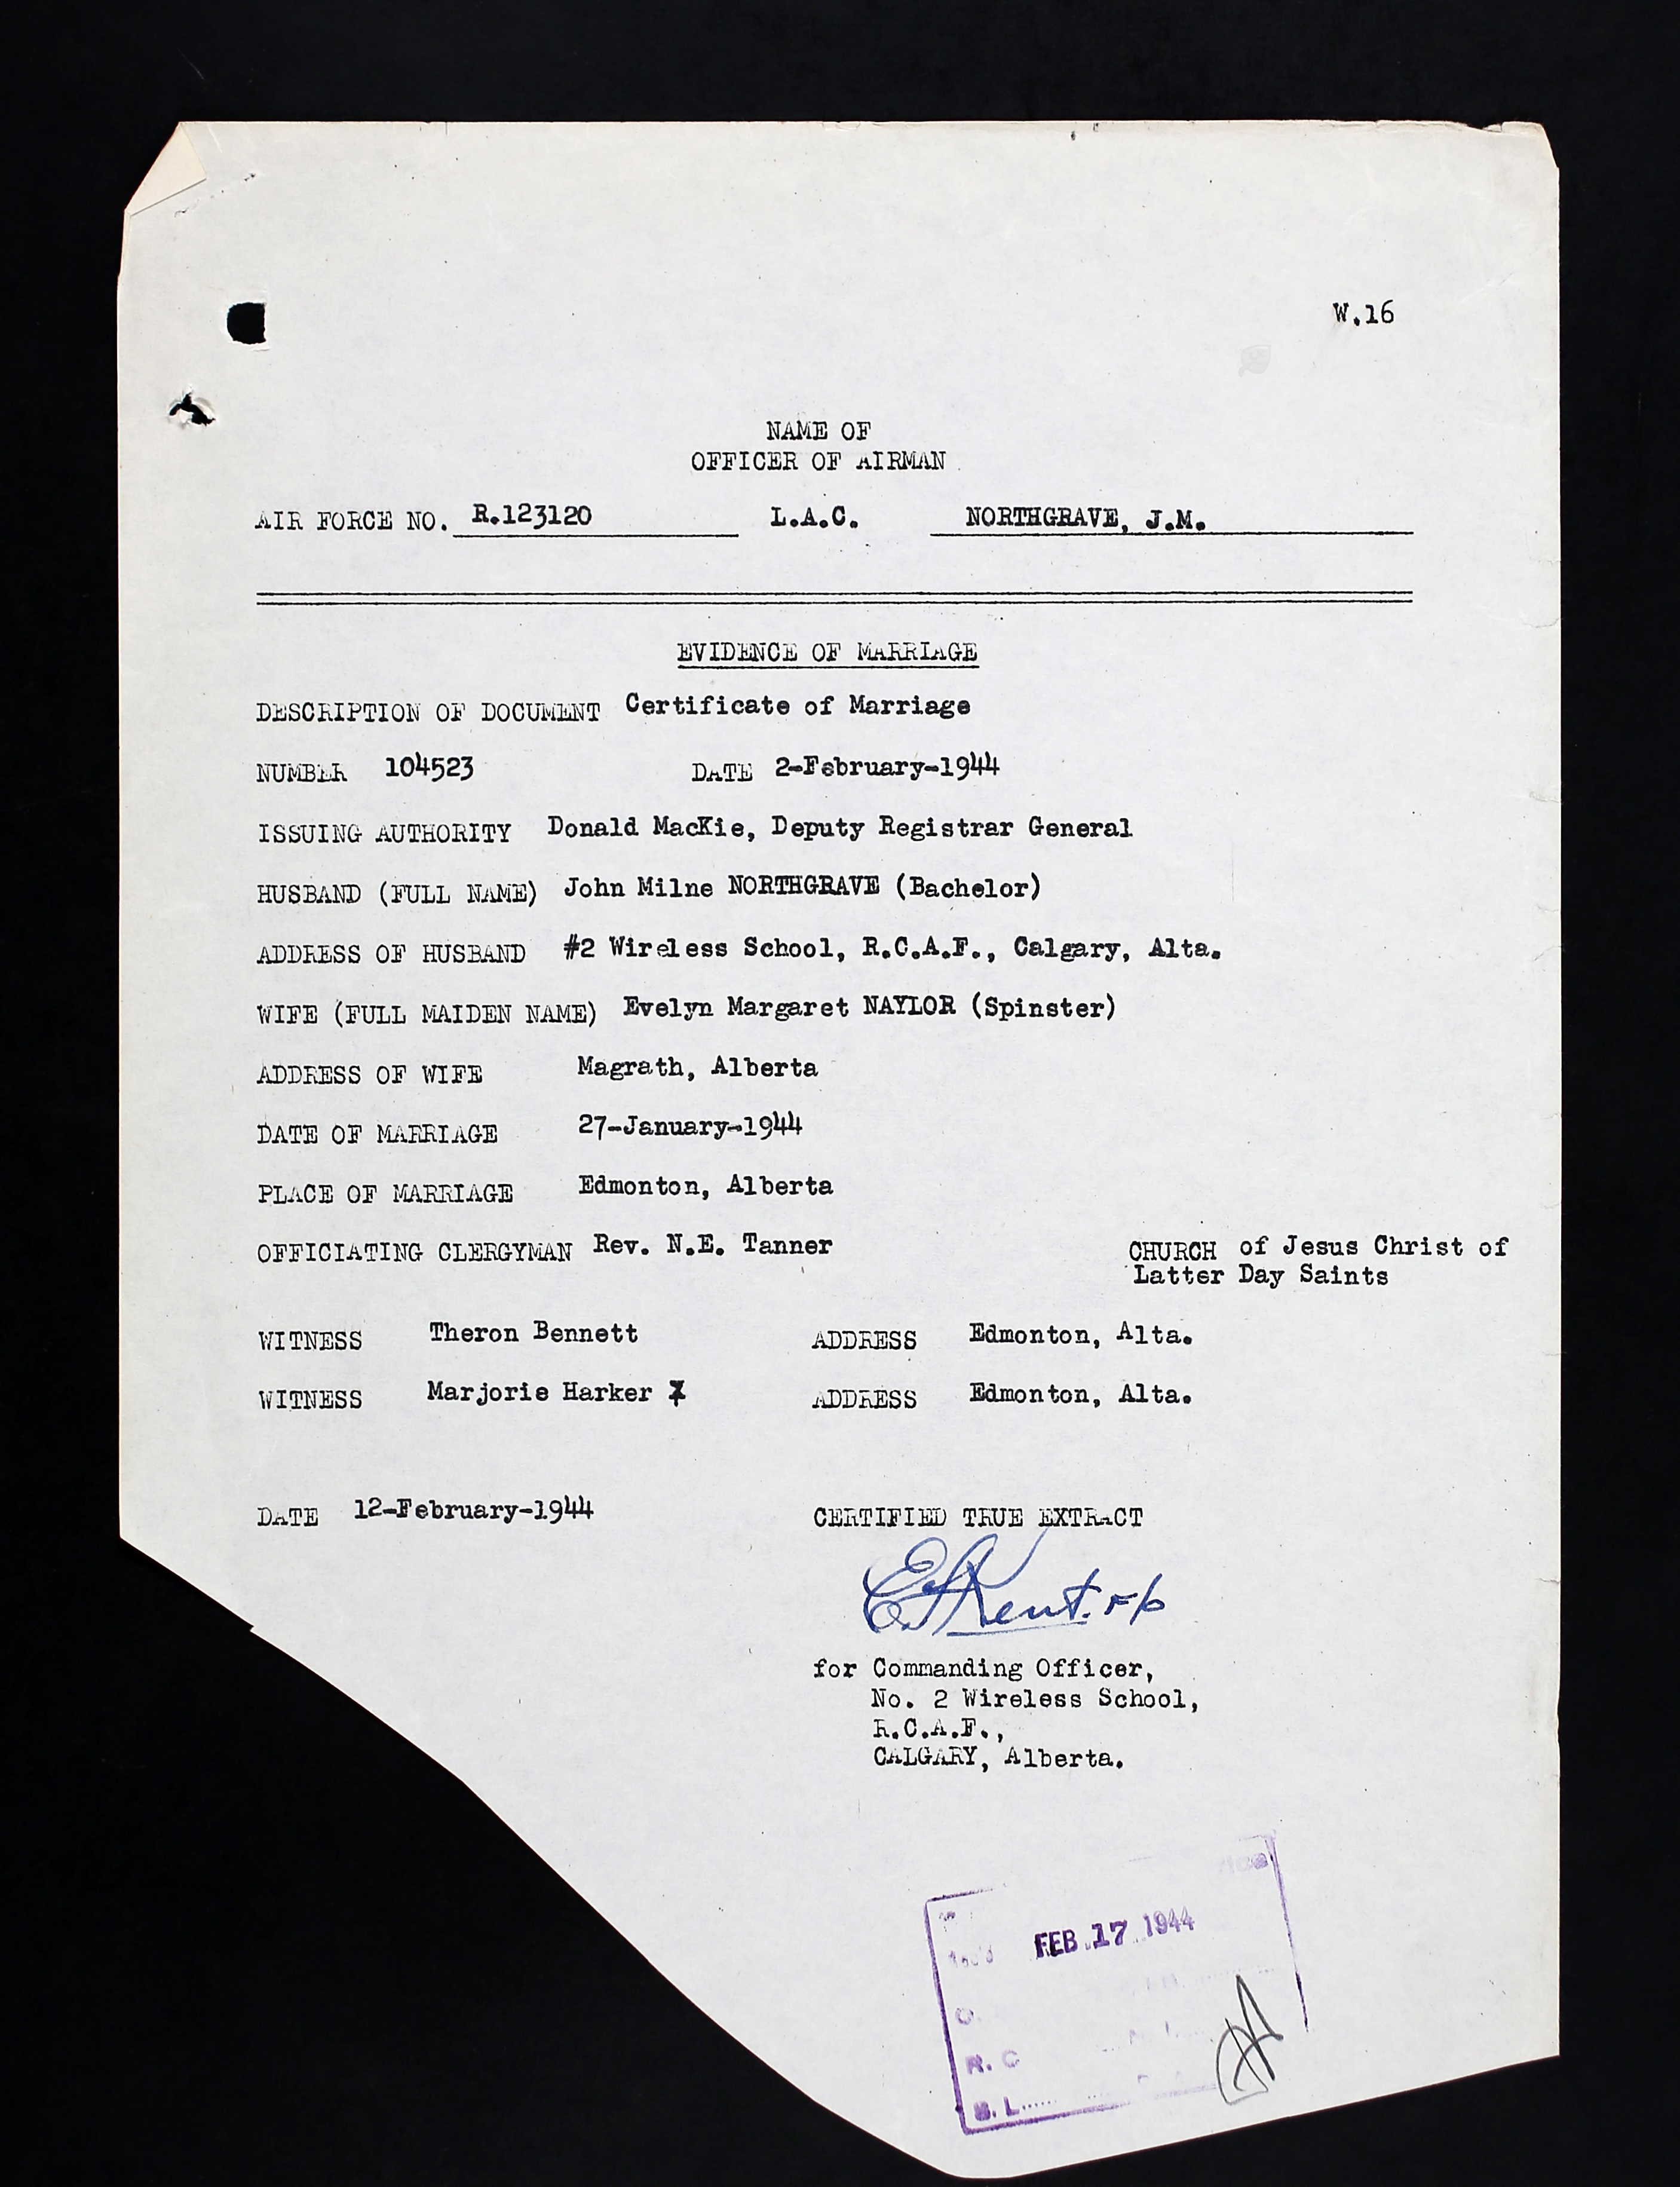 W.16
NAME OF
OFFICER OF AIRMAN
AIR FORCE NO. R.123120 L.A.C. NORTHGRAVE, J.M.
EVIDENCE OF MARRIAGE
DESCRIPTION OF DOCUMENT Certificate of Marriage
NUMBER 104523 DATE 2-February-1944
ISSUING AUTHORITY Donald MacKie, Deputy Registrar General
HUSBAND (FULL NAME) John Milne NORTHGRAVE (Bachelor)
ADDRESS OF HUSBAND #2 Wireless School, R.C.A.F., Calgary, Alta.
WIFE (FULL MAIDEN NAME) Evelyn Margaret NAYLOR (Spinster)
ADDRESS OF WIFE Magrath, Alberta
DATE OF MARRIAGE 27-January-1944
PLACE OF MARRIAGE Edmonton, Alberta
OFFICIATING CLERGYMAN Rev. N.E. Tanner CHURCH of Jesus Christ of
Latter Day Saints
WITNESS Theron Bennett ADDRESS Edmonton, Alta.
WITNESS Marjorie Harker ADDRESS Edmonton, Alta.
DATE 12-February-1944 CERTIFIED TRUE EXTRACT
F/O
for Commanding Officer,
No. 2 Wireless School,
R.C.A.F.,
CALGARY, Alberta.
FEB 17 1944
R. C